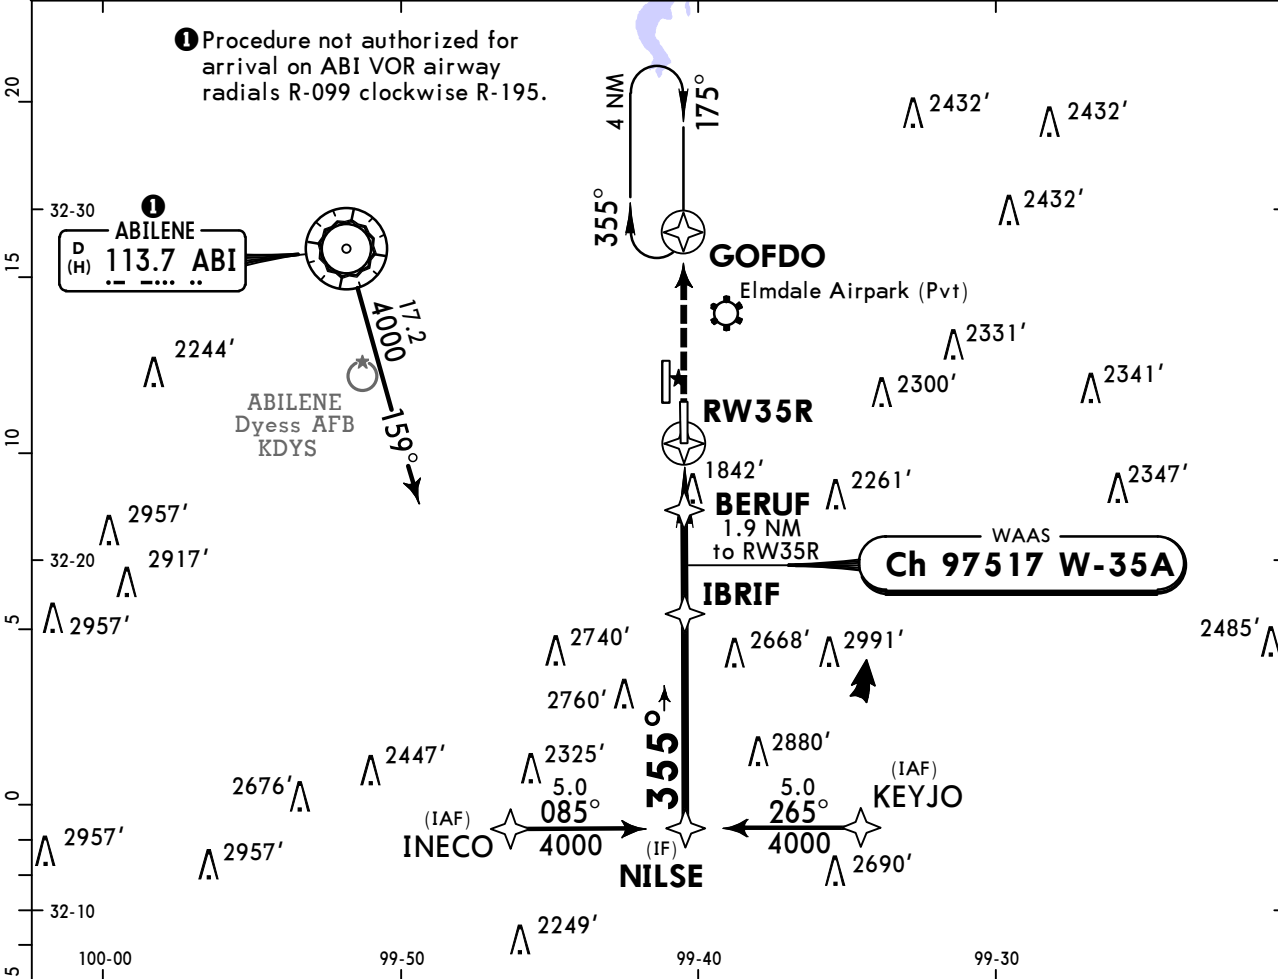 ❶ Procedure not authorized for
arrival on ABI VOR airway
radials R-099 clockwise R-195.
20
4 NM
175°
2432'
2432'
32-30
❶
ABILENE
D
(H)
113.7 ABI
355°
2432'
GOFDO
15
Elmdale Airpark (Pvt)
17.2
4000
2244'
2331'
2300'
2341'
ABILENE
Dyess AFB
KDYS
159°
RW35R
10
1842'
2261'
2347'
BERUF
2957'
1.9 NM
to RW35R
WAAS
Ch 97517 W-35A
32-20
2917'
IBRIF
5
2957'
2740'
2668'
2991'
2485'
2760'
355°
2447'
2325'
2880'
2676'
0
(IAF)
KEYJO
5.0
085°
4000
5.0
265°
4000
(IAF)
INECO
(IF)
NILSE
2957'
2957'
2690'
32-10
2249'
5
100-00
99-50
99-40
99-30